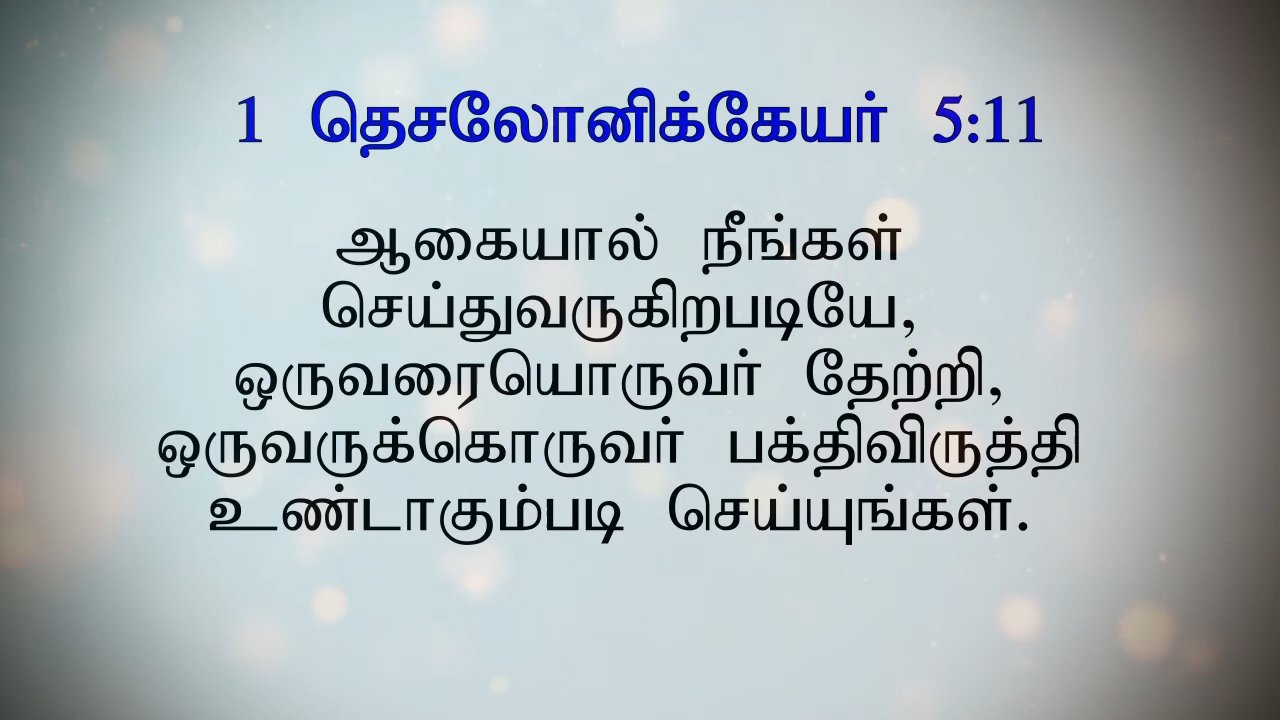 1 தெசலோனிக்கேயர் 5:11
ஆகையால் நீங்கள்
செய்துவருகிறபடியே,
ஒருவரையொருவர் தேற்றி,
ஒருவருக்கொருவர் பக்திவிருத்தி
உண்டாகும்படி செய்யுங்கள்.